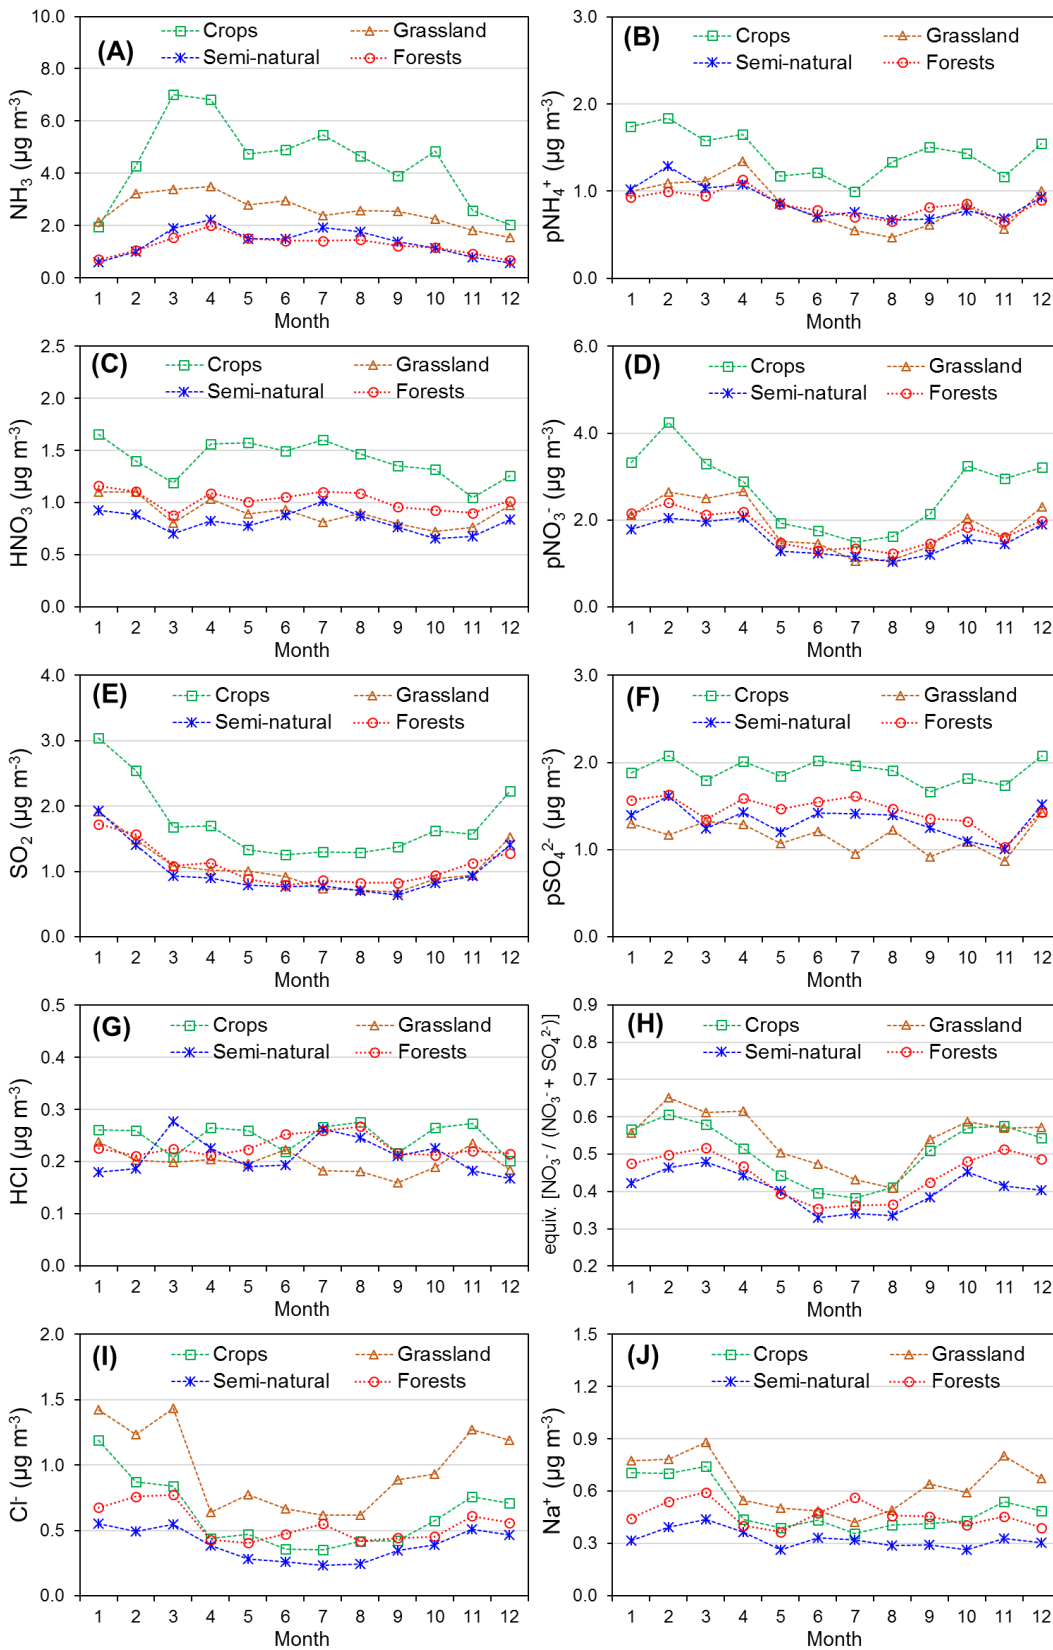 (A)
Crops
Grassland
Semi-natural
Forests
NH₃ (µg m⁻³)
10.0
8.0
6.0
4.0
2.0
0.0
1 2 3 4 5 6 7 8 9 10 11 12
Month
(B)
Crops
Grassland
Semi-natural
Forests
pNH₄⁺ (µg m⁻³)
3.0
2.0
1.0
0.0
1 2 3 4 5 6 7 8 9 10 11 12
Month
(C)
Crops
Grassland
Semi-natural
Forests
HNO₃ (µg m⁻³)
2.5
2.0
1.5
1.0
0.5
0.0
1 2 3 4 5 6 7 8 9 10 11 12
Month
(D)
Crops
Grassland
Semi-natural
Forests
pNO₃⁻ (µg m⁻³)
6.0
4.0
2.0
0.0
1 2 3 4 5 6 7 8 9 10 11 12
Month
(E)
Crops
Grassland
Semi-natural
Forests
SO₂ (µg m⁻³)
4.0
3.0
2.0
1.0
0.0
1 2 3 4 5 6 7 8 9 10 11 12
Month
(F)
Crops
Grassland
Semi-natural
Forests
pSO₄²⁻ (µg m⁻³)
3.0
2.0
1.0
0.0
1 2 3 4 5 6 7 8 9 10 11 12
Month
(G)
Crops
Grassland
Semi-natural
Forests
HCl (µg m⁻³)
0.5
0.4
0.3
0.2
0.1
0.0
1 2 3 4 5 6 7 8 9 10 11 12
Month
(H)
Crops
Grassland
Semi-natural
Forests
equiv. [NO₃⁻ / (NO₃⁻ + SO₄²⁻)]
0.9
0.8
0.7
0.6
0.5
0.4
0.3
0.2
1 2 3 4 5 6 7 8 9 10 11 12
Month
(I)
Crops
Grassland
Semi-natural
Forests
Cl⁻ (µg m⁻³)
2.0
1.5
1.0
0.5
0.0
1 2 3 4 5 6 7 8 9 10 11 12
Month
(J)
Crops
Grassland
Semi-natural
Forests
Na⁺ (µg m⁻³)
1.5
1.2
0.9
0.6
0.3
0.0
1 2 3 4 5 6 7 8 9 10 11 12
Month